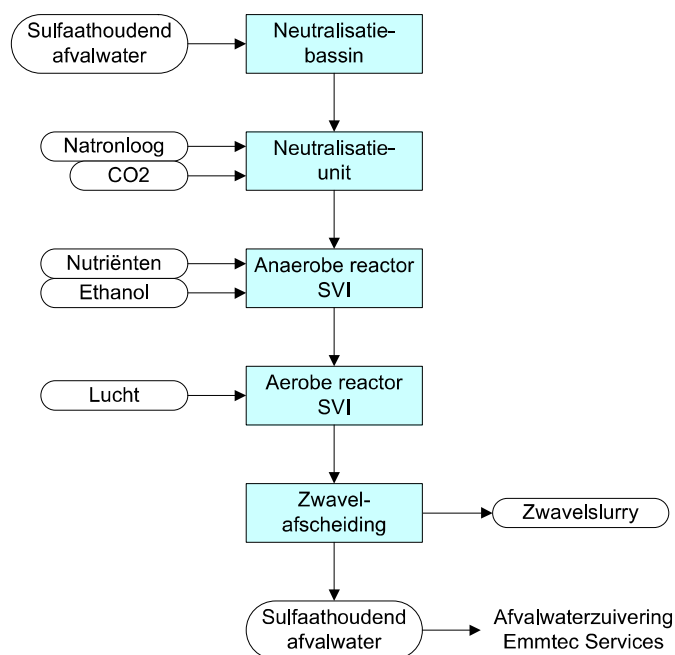 Sulfaathoudend
afvalwater
Neutralisatie-
bassin
Natronloog
CO2
Neutralisatie-
unit
Nutriënten
Ethanol
Anaerobe reactor
SVI
Lucht
Aerobe reactor
SVI
Zwavel-
afscheiding
Zwavelslurry
Sulfaathoudend
afvalwater
Afvalwaterzuivering
Emmtec Services